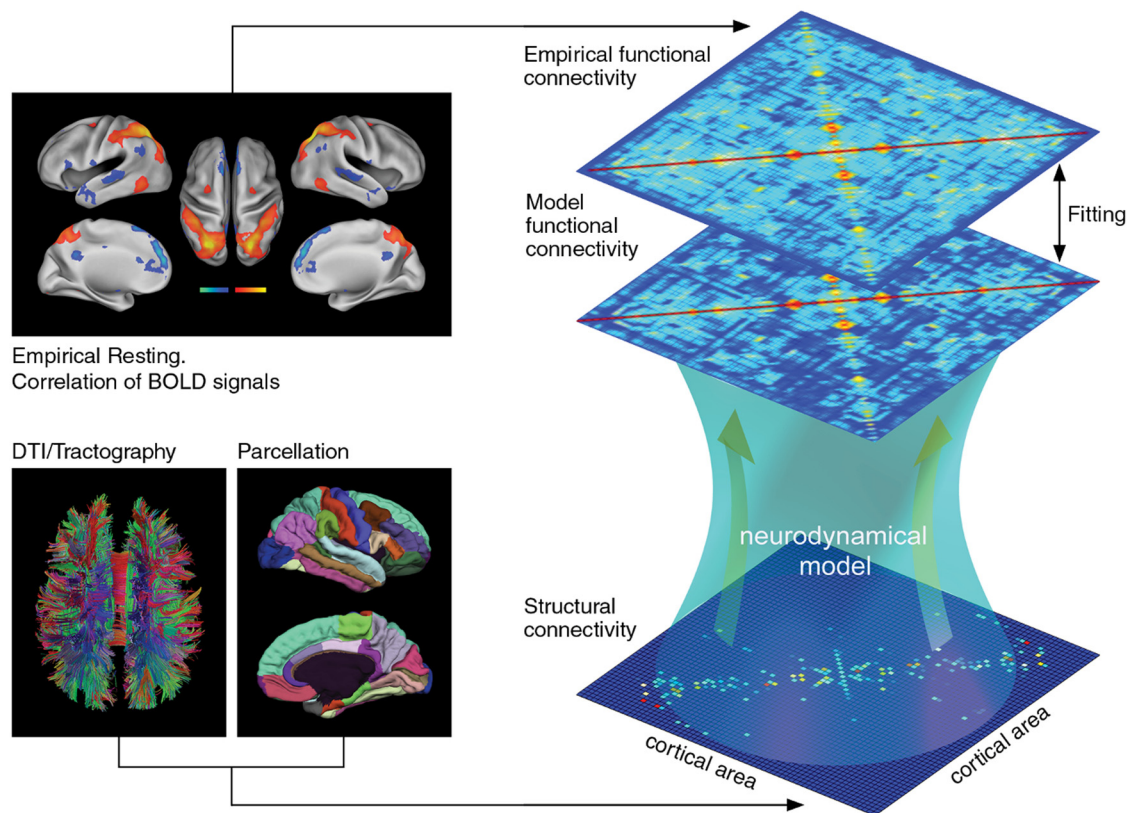 Empirical functional
connectivity
Model
functional
connectivity
Fitting
Empirical Resting.
Correlation of BOLD signals
DTI/Tractography
Parcellation
neurodynamical
model
Structural
connectivity
cortical area
cortical area